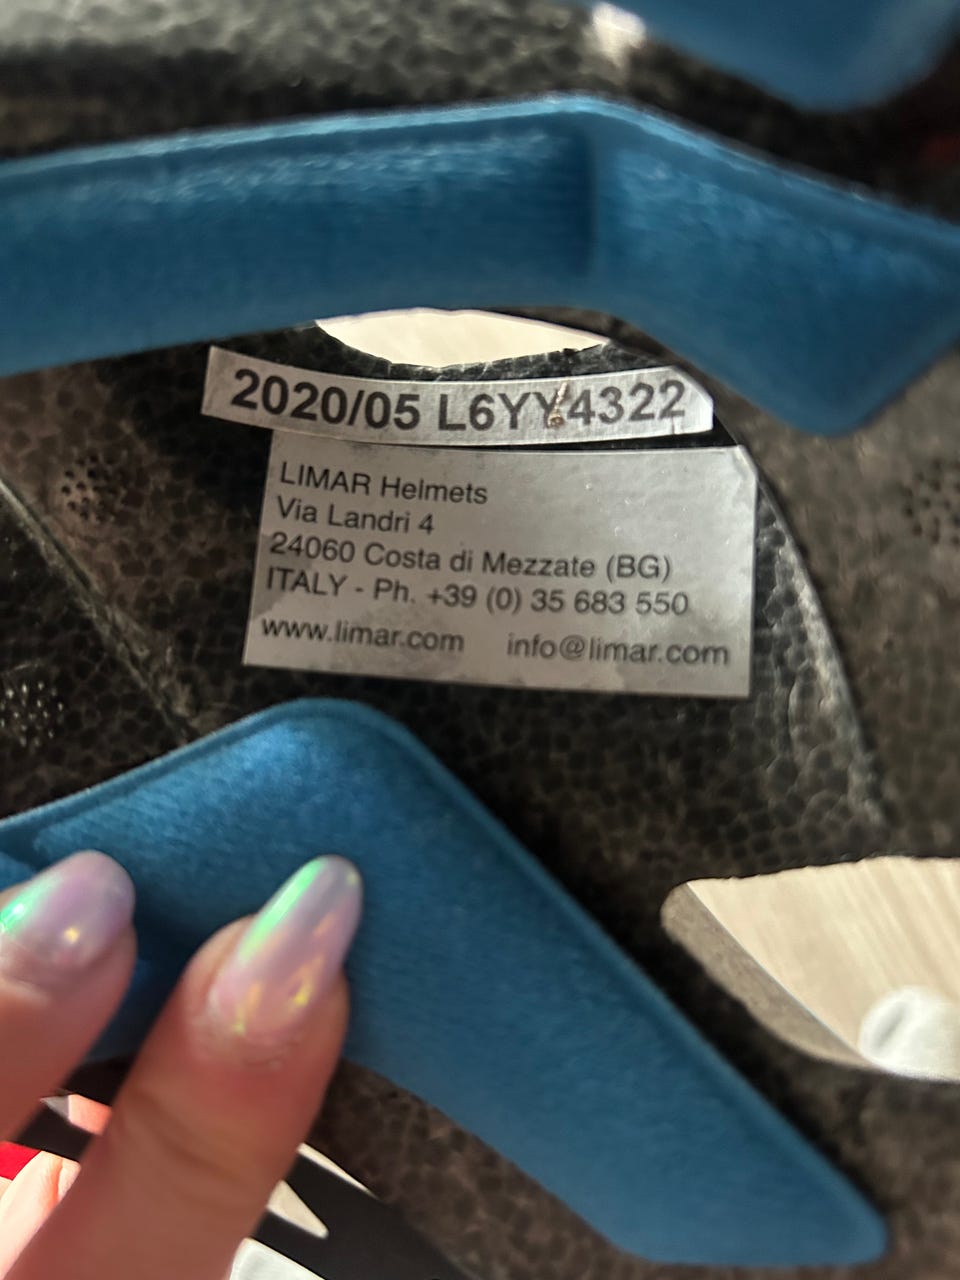 2020/05 L6YY4322
LIMAR Helmets
Via Landri 4
24060 Costa di Mezzate (BG)
ITALY - Ph. +39 (0) 35 683 550
www.limar.com info@limar.com